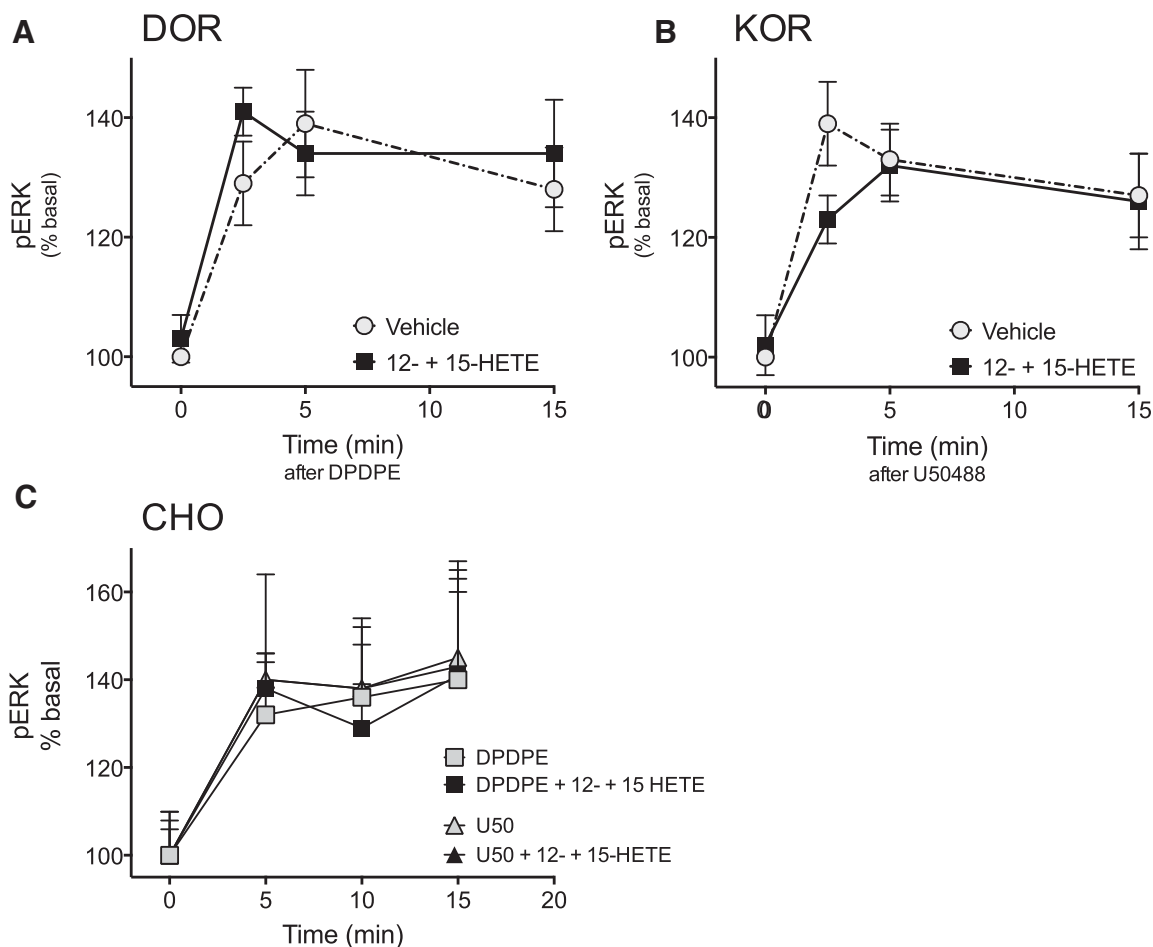 A
DOR
140
120
100
pERK
(% basal)
Vehicle
12- + 15-HETE
0
5
10
15
Time (min)
after DPDPE
B
KOR
140
120
100
pERK
(% basal)
Vehicle
12- + 15-HETE
0
0
5
10
15
Time (min)
after U50488
C
CHO
160
140
120
100
pERK
% basal
DPDPE
DPDPE + 12- + 15 HETE
U50
U50 + 12- + 15-HETE
0
5
10
15
20
Time (min)